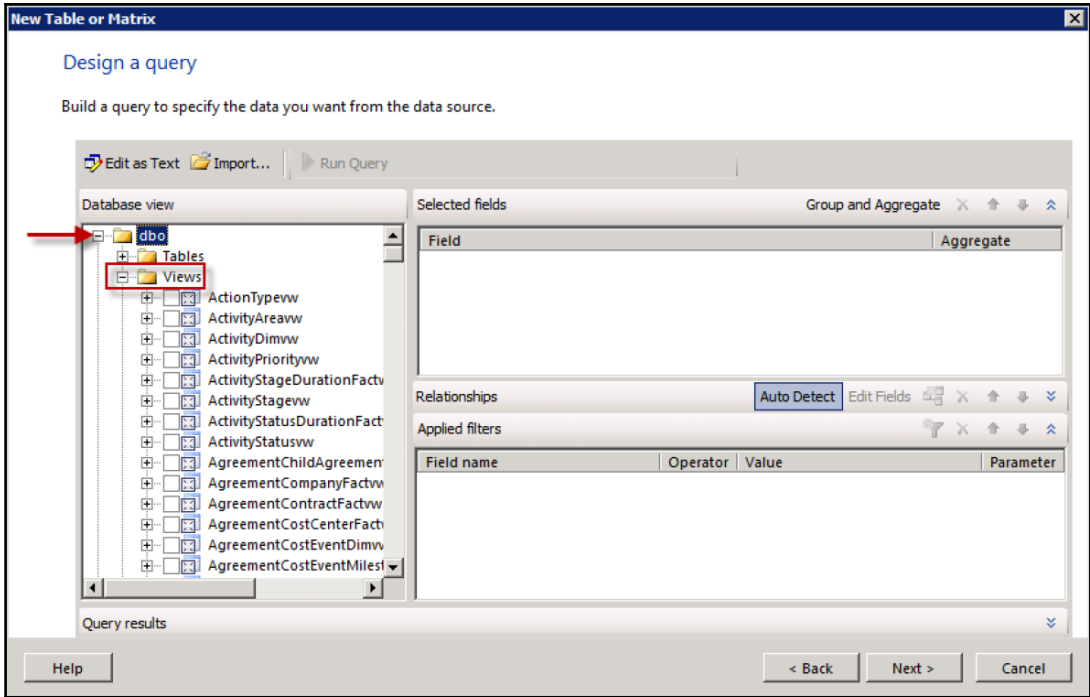 New Table or Matrix
Design a query
Build a query to specify the data you want from the data source.
Edit as Text Import... Run Query
Database view
dbo
Tables
Views
ActionTypevw
ActivityAreavw
ActivityDimvw
ActivityPriorityvw
ActivityStageDurationFactv
ActivityStagevw
ActivityStatusDurationFact
ActivityStatusvw
AgreementChildAgreement
AgreementCompanyFactvw
AgreementContractFactvw
AgreementCostCenterFactv
AgreementCostEventDimvv
AgreementCostEventMilest
Selected fields Group and Aggregate
Field Aggregate
Relationships Auto Detect Edit Fields
Applied filters
Field name Operator Value Parameter
Query results
Help < Back Next > Cancel